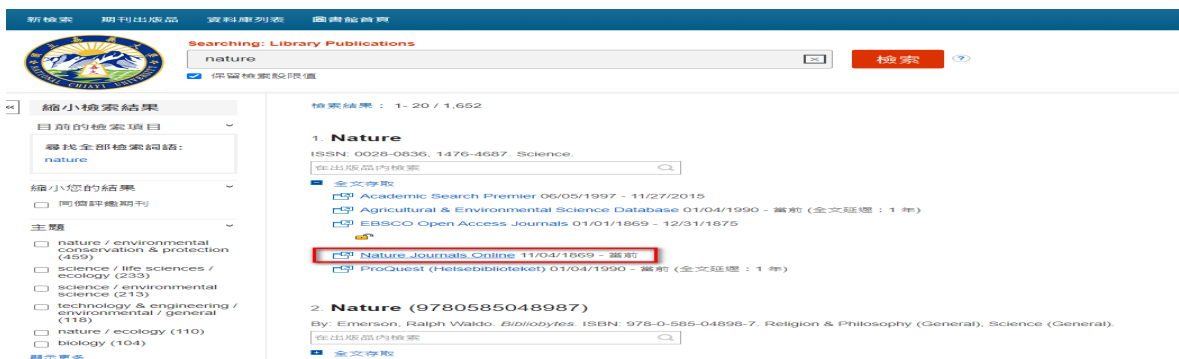 新檢索 期刊出版品 資料庫列表 圖書館首頁
Searching: Library Publications
nature
檢索
?
保留檢索設限值
NATIONAL CHIAYI UNIVERSITY
«
縮小檢索結果
目前的檢索項目
尋找全部檢索詞語:
nature
縮小您的結果
同儕評鑑期刊
主題
nature / environmental
conservation & protection
(459)
science / life sciences /
ecology (233)
science / environmental
science (213)
technology & engineering /
environmental / general
(118)
nature / ecology (110)
biology (104)
顯示更多
檢索結果： 1- 20 / 1,652
1. Nature
ISSN: 0028-0836, 1476-4687. Science.
在出版品內檢索
全文存取
Academic Search Premier 06/05/1997 - 11/27/2015
Agricultural & Environmental Science Database 01/04/1990 - 當前 (全文延遲：1 年)
EBSCO Open Access Journals 01/01/1869 - 12/31/1875
Nature Journals Online 11/04/1869 - 當前
ProQuest (Helsebiblioteket) 01/04/1990 - 當前 (全文延遲：1 年)
2. Nature (9780585048987)
By: Emerson, Ralph Waldo. Bibliobytes. ISBN: 978-0-585-04898-7. Religion & Philosophy (General), Science (General).
在出版品內檢索
全文存取